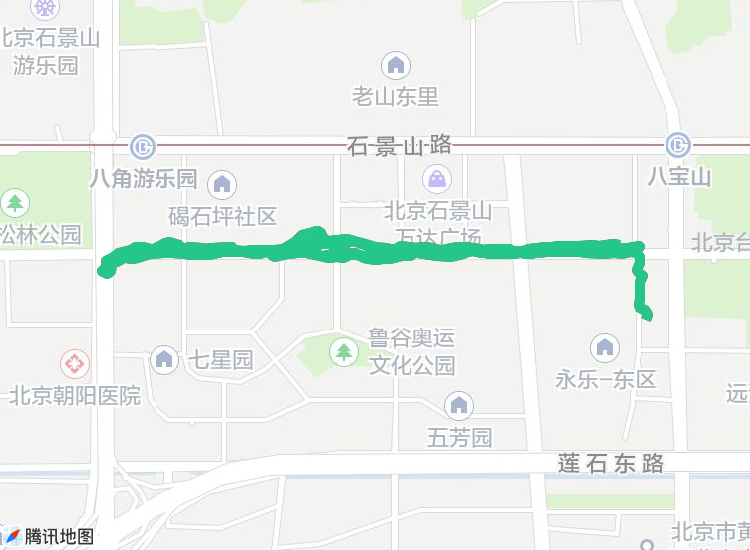 北京石景山
游乐园
老山东里
石景山路
八角游乐园
八宝山
碣石坪社区
北京石景山
万达广场
松林公园
北京台
鲁谷奥运
文化公园
七星园
永乐-东区
北京朝阳医院
远
五芳园
莲石东路
北京市黄
腾讯地图